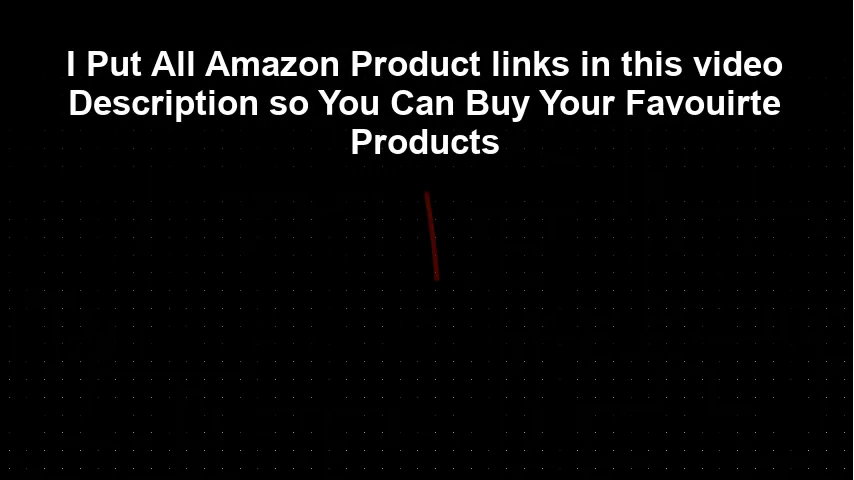 I Put All Amazon Product links in this video
Description so You Can Buy Your Favouirte
Products